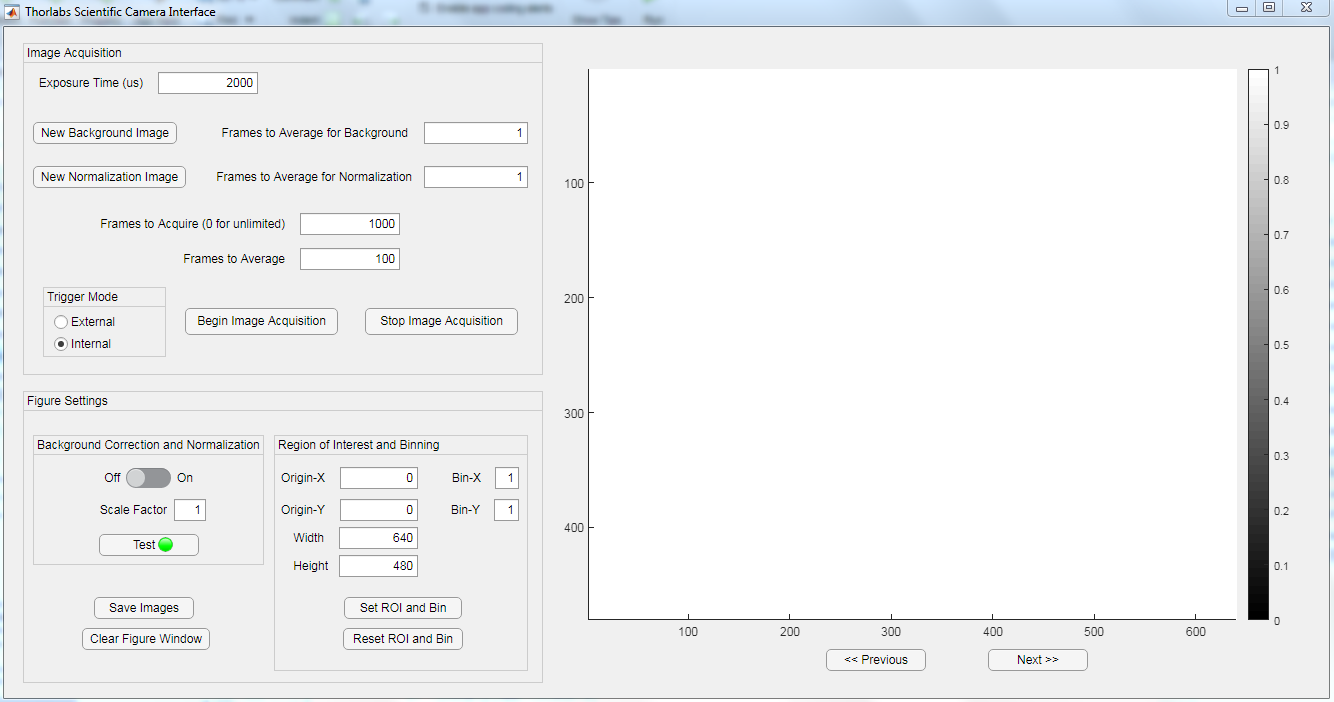 Thorlabs Scientific Camera Interface
Image Acquisition
Exposure Time (us) 2000
New Background Image Frames to Average for Background 1
New Normalization Image Frames to Average for Normalization 1
Frames to Acquire (0 for unlimited) 1000
Frames to Average 100
Trigger Mode
External
Internal
Begin Image Acquisition Stop Image Acquisition
Figure Settings
Background Correction and Normalization
Off On
Scale Factor 1
Test
Save Images
Clear Figure Window
Region of Interest and Binning
Origin-X 0 Bin-X 1
Origin-Y 0 Bin-Y 1
Width 640
Height 480
Set ROI and Bin
Reset ROI and Bin
100
200
300
400
100 200 300 400 500 600
1
0.9
0.8
0.7
0.6
0.5
0.4
0.3
0.2
0.1
0
<< Previous Next >>